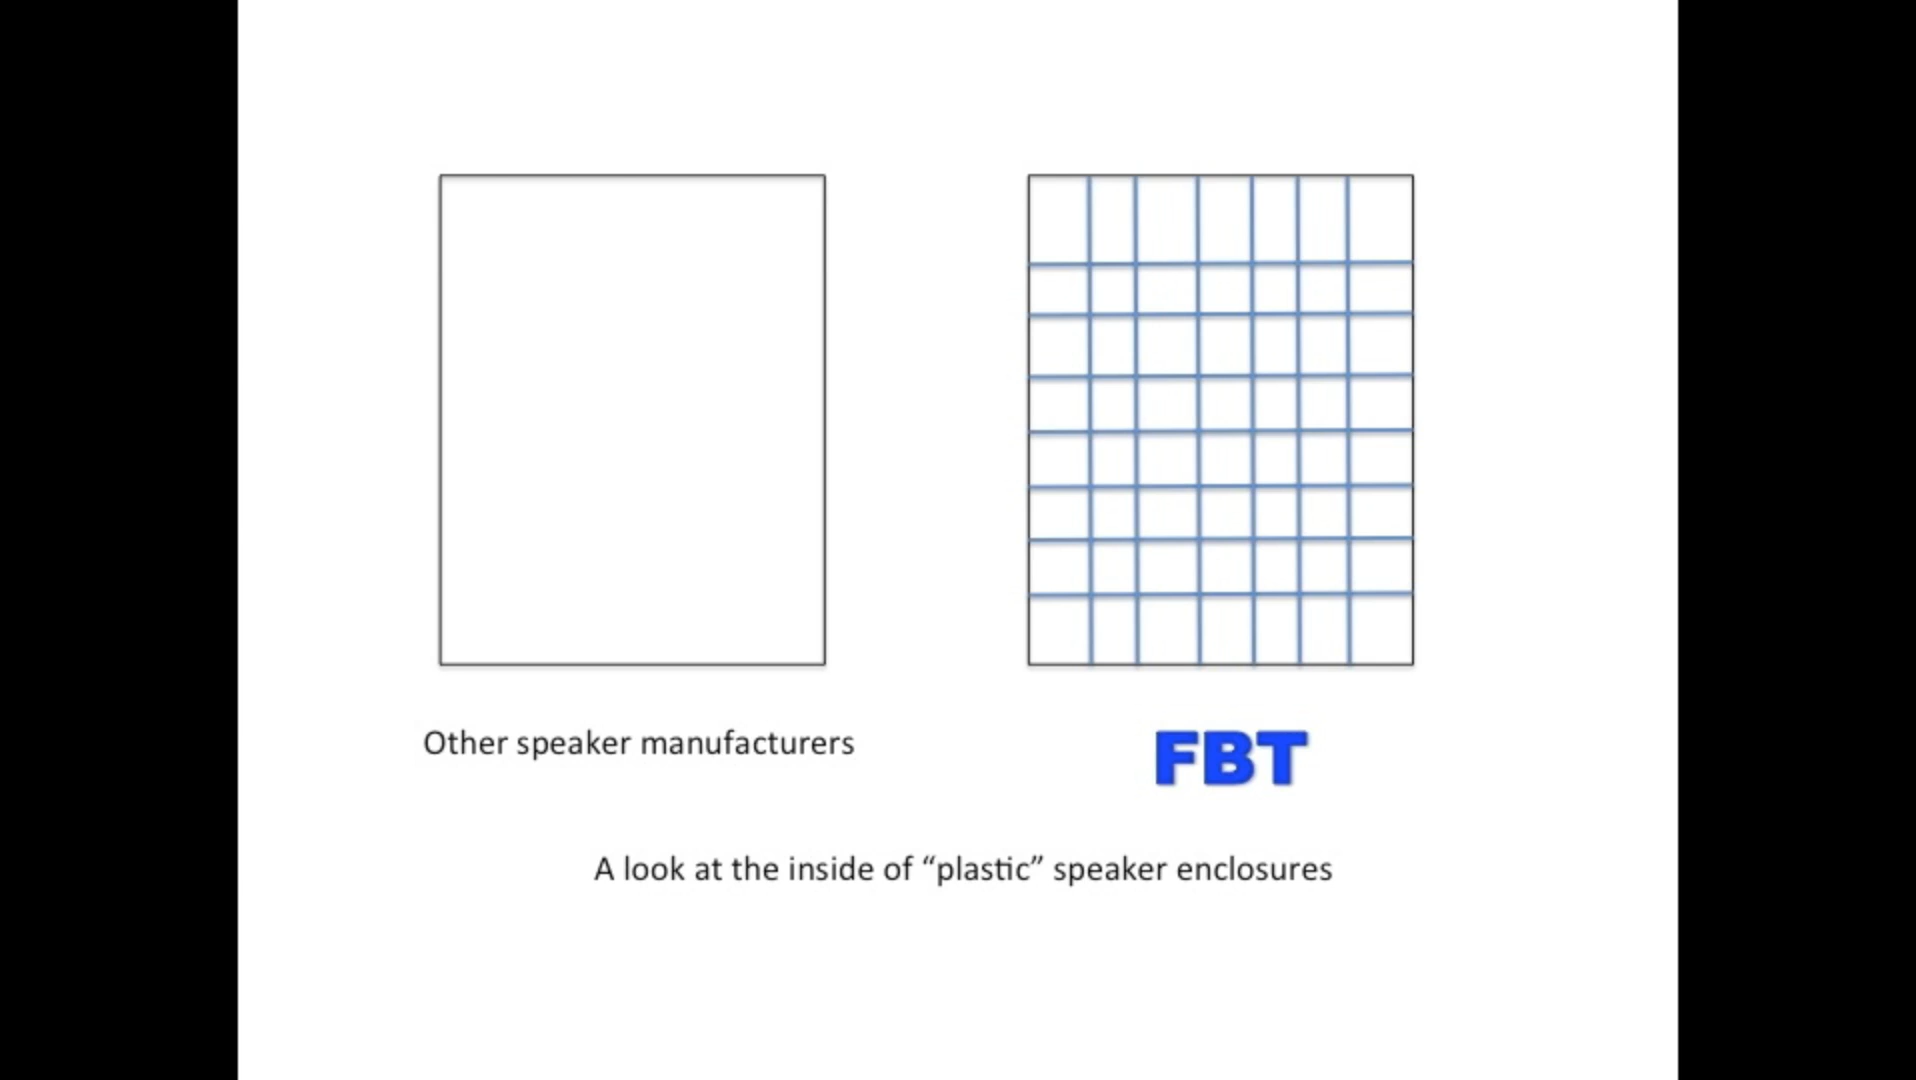 Other speaker manufacturers
FBT
A look at the inside of “plastic” speaker enclosures